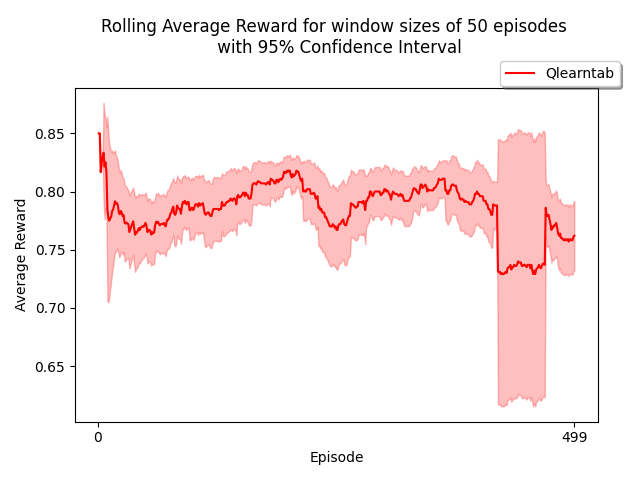 Rolling Average Reward for window sizes of 50 episodes
with 95% Confidence Interval
Qlearntab
0.85
0.80
0.75
0.70
0.65
Average Reward
0
499
Episode